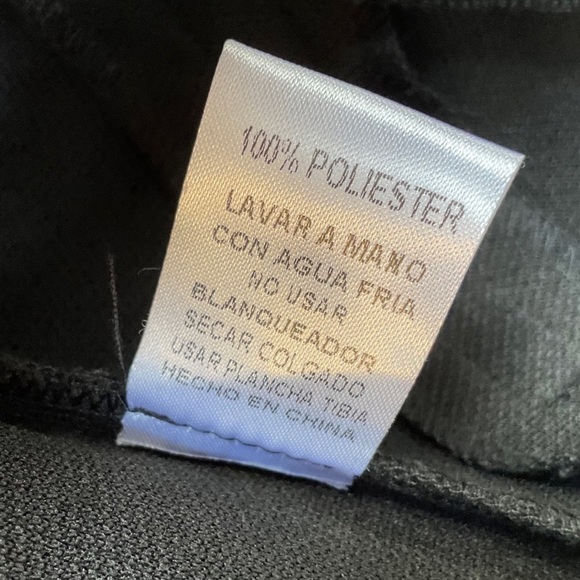 100% POLIESTER
LAVAR A MANO
CON AGUA FRIA
NO USAR
BLANQUEADOR
SECAR COLGADO
USAR PLANCHA TIBIA
HECHO EN CHINA